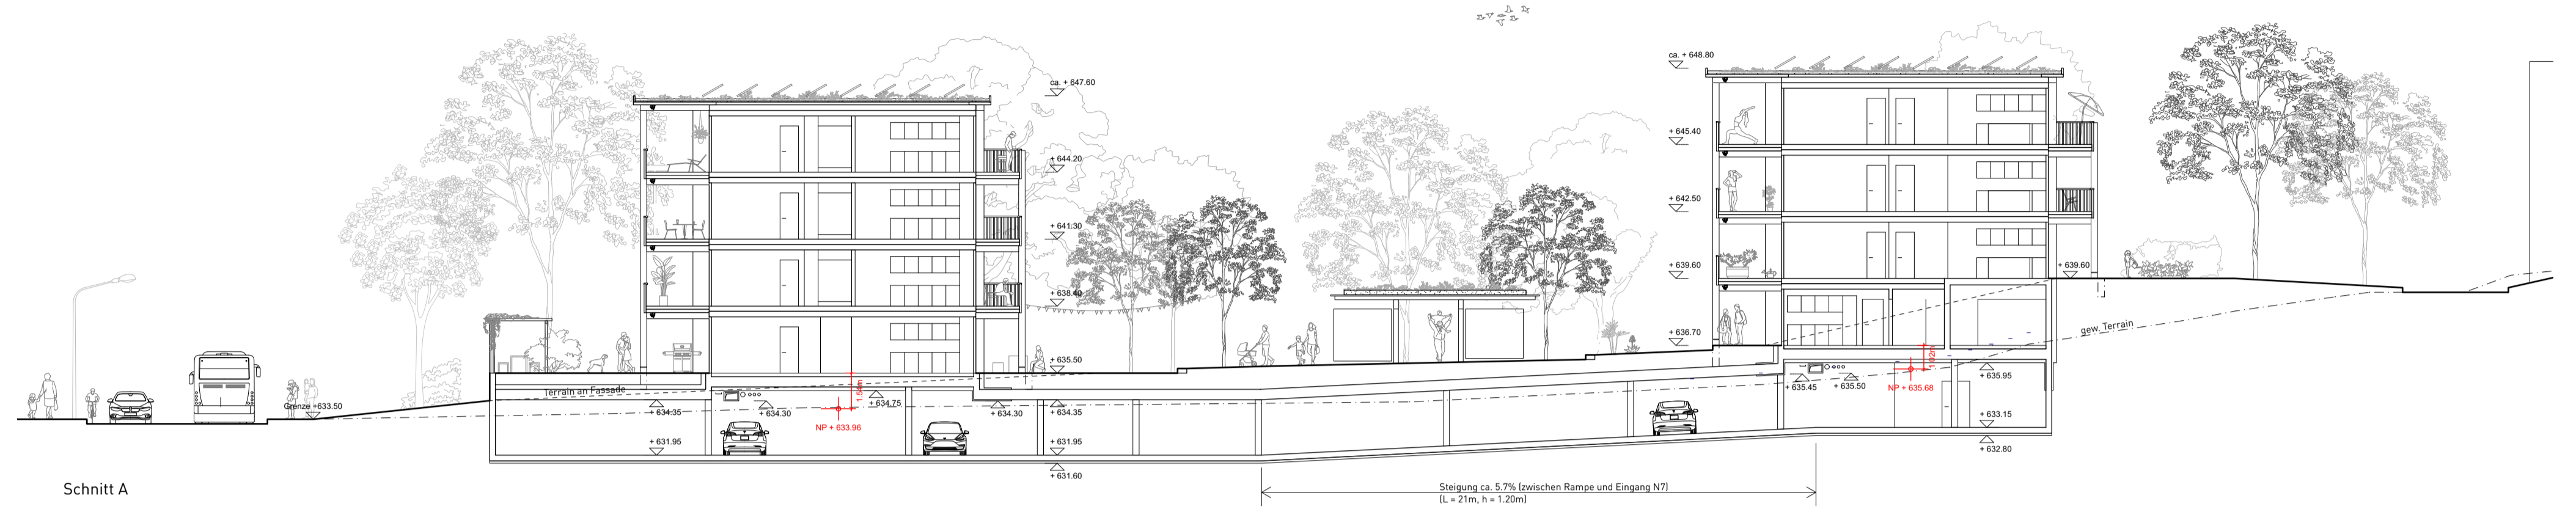 ca. + 647.60
+ 644.20
+ 641.30
+ 638.40
+ 635.50
Terrain an Fassade
Grenze +633.50
+ 634.35
+ 634.30
1.54m
+ 634.75
NP + 633.96
+ 634.30
+ 634.35
+ 631.95
+ 631.95
+ 631.60
ca. + 648.80
+ 645.40
+ 642.50
+ 639.60
+ 636.70
+ 639.60
gew. Terrain
1.02m
+ 635.45
+ 635.50
NP + 635.68
+ 635.95
+ 633.15
+ 632.80
Schnitt A
Steigung ca. 5.7% (zwischen Rampe und Eingang N7)
(L = 21m, h = 1.20m)